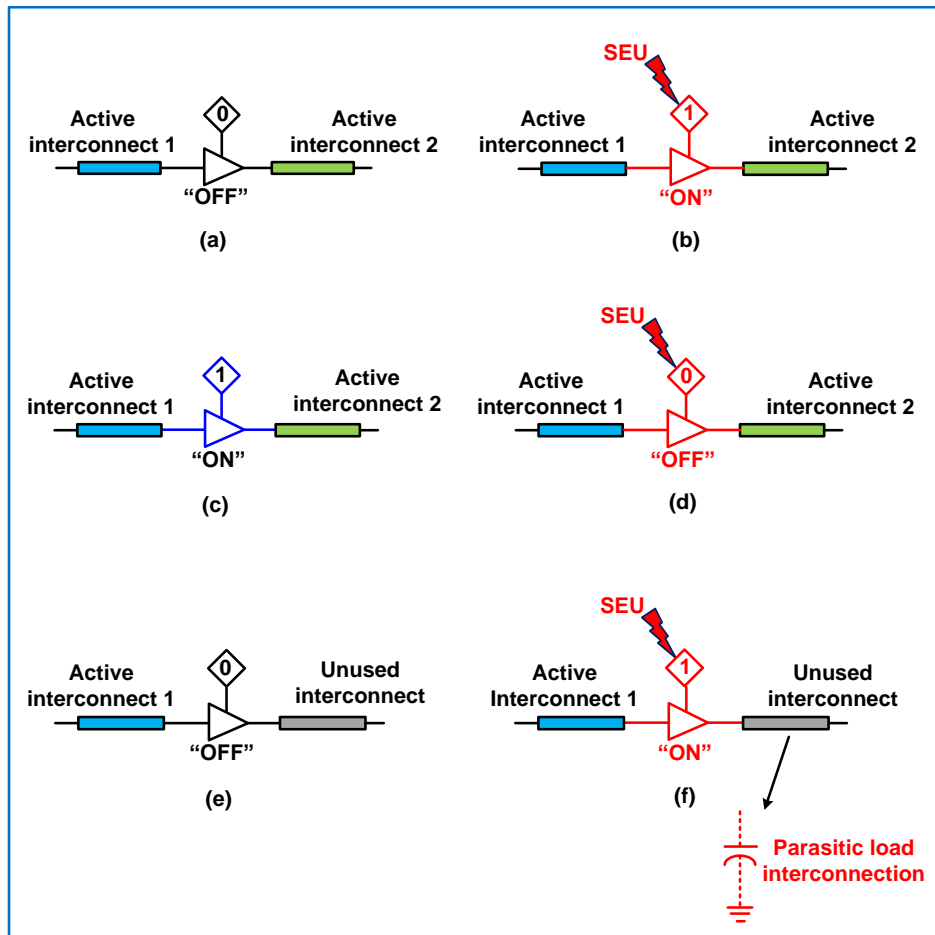 SEU
0
1
Active
interconnect 1
Active
interconnect 2
Active
interconnect 1
Active
interconnect 2
“OFF”
“ON”
(a)
(b)
SEU
1
0
Active
interconnect 1
Active
interconnect 2
Active
interconnect 1
Active
interconnect 2
“ON”
“OFF”
(c)
(d)
SEU
0
1
Active
interconnect 1
Unused
interconnect
Active
Interconnect 1
Unused
interconnect
“OFF”
“ON”
(e)
(f)
Parasitic load
interconnection